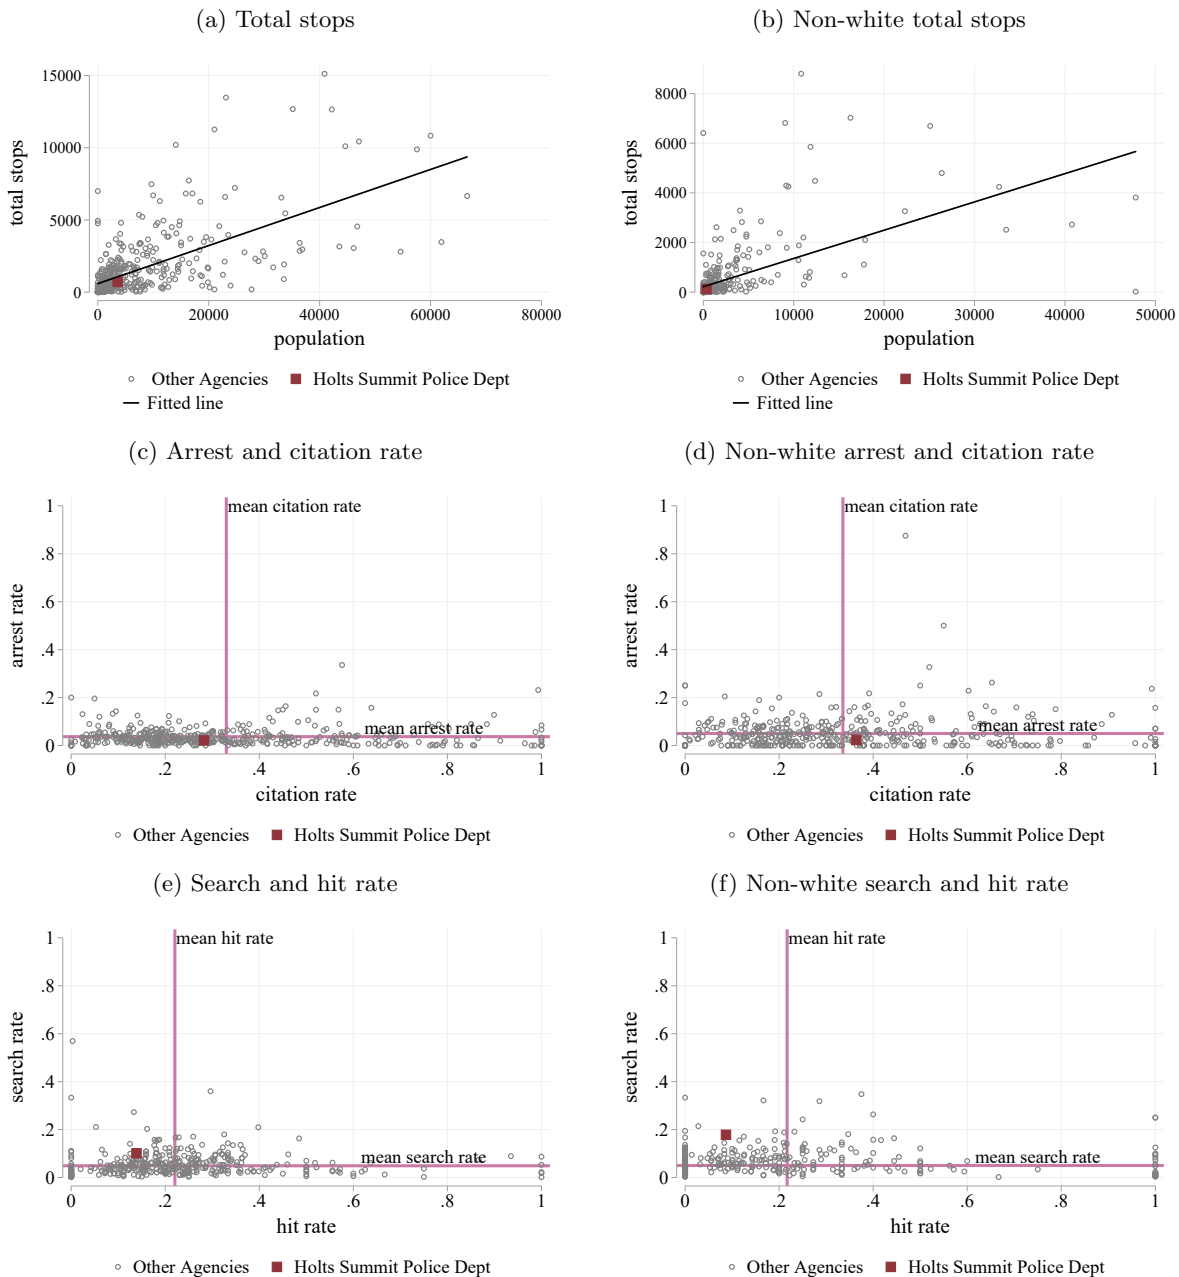 (a) Total stops
(b) Non-white total stops
total stops
15000
10000
5000
0
0 20000 40000 60000 80000
population
Other Agencies Holts Summit Police Dept
Fitted line
total stops
8000
6000
4000
2000
0
0 10000 20000 30000 40000 50000
population
Other Agencies Holts Summit Police Dept
Fitted line
(c) Arrest and citation rate
(d) Non-white arrest and citation rate
arrest rate
1
.8
.6
.4
.2
0
mean citation rate
mean arrest rate
0 .2 .4 .6 .8 1
citation rate
Other Agencies Holts Summit Police Dept
arrest rate
1
.8
.6
.4
.2
0
mean citation rate
mean arrest rate
0 .2 .4 .6 .8 1
citation rate
Other Agencies Holts Summit Police Dept
(e) Search and hit rate
(f) Non-white search and hit rate
search rate
1
.8
.6
.4
.2
0
mean hit rate
mean search rate
0 .2 .4 .6 .8 1
hit rate
Other Agencies Holts Summit Police Dept
search rate
1
.8
.6
.4
.2
0
mean hit rate
mean search rate
0 .2 .4 .6 .8 1
hit rate
Other Agencies Holts Summit Police Dept